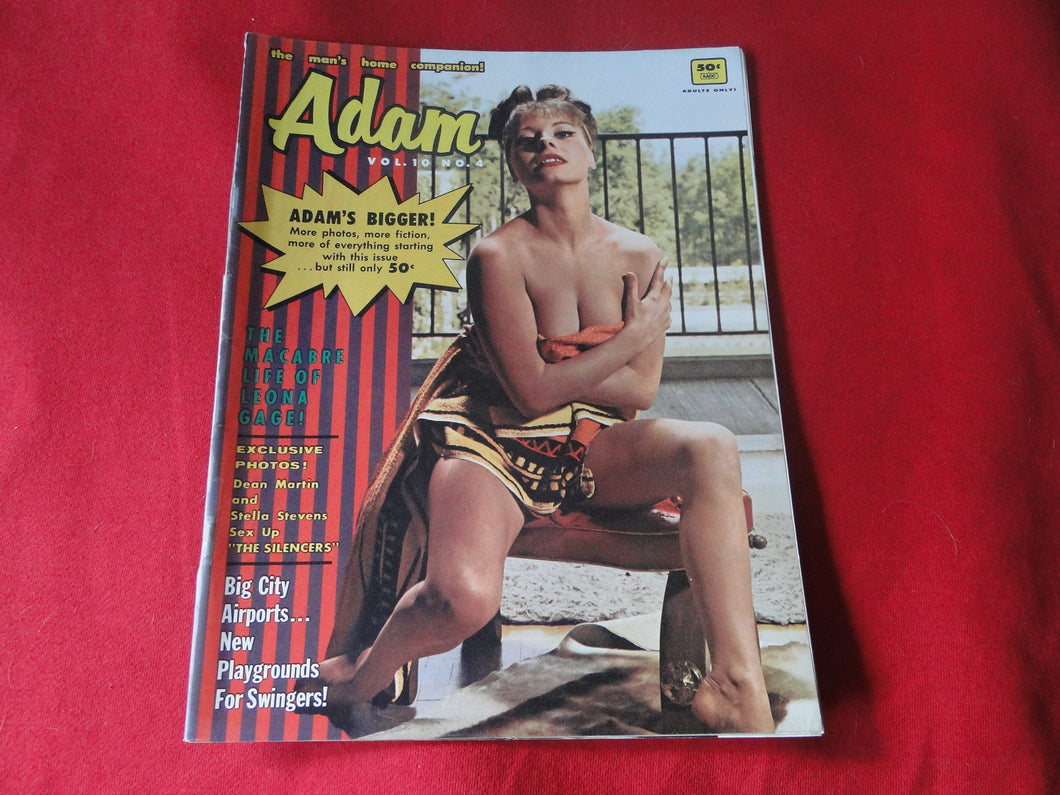 the man's home companion!
Adam
VOL. 10 NO. 4
50¢
AADC
ADULTS ONLY!
ADAM'S BIGGER!
More photos, more fiction,
more of everything starting
with this issue
...but still only 50¢
THE
MACABRE
LIFE OF
LEONA
GAGE!
EXCLUSIVE
PHOTOS!
Dean Martin
and
Stella Stevens
Sex Up
"THE SILENCERS"
Big City
Airports...
New
Playgrounds
For Swingers!